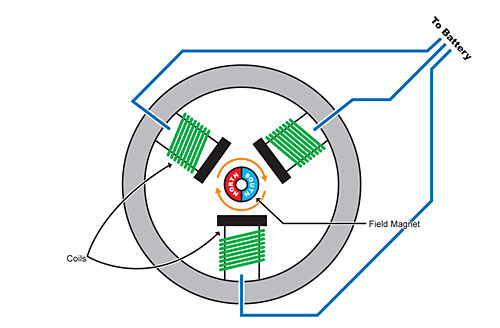 To Battery
NORTH
SOUTH
Field Magnet
Coils